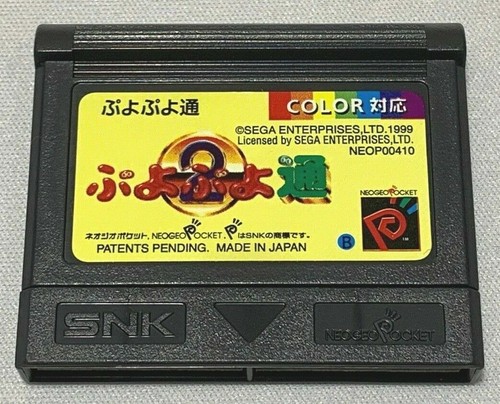 ぷよぷよ通
COLOR 対応
©SEGA ENTERPRISES,LTD.1999
Licensed by SEGA ENTERPRISES,LTD.
NEOP00410
ぷよぷよ2通
NEOGEO POCKET
TM
ネオジオポケット, NEOGEO POCKET, P はSNKの商標です。
PATENTS PENDING. MADE IN JAPAN
B
SNK
NEOGEO POCKET